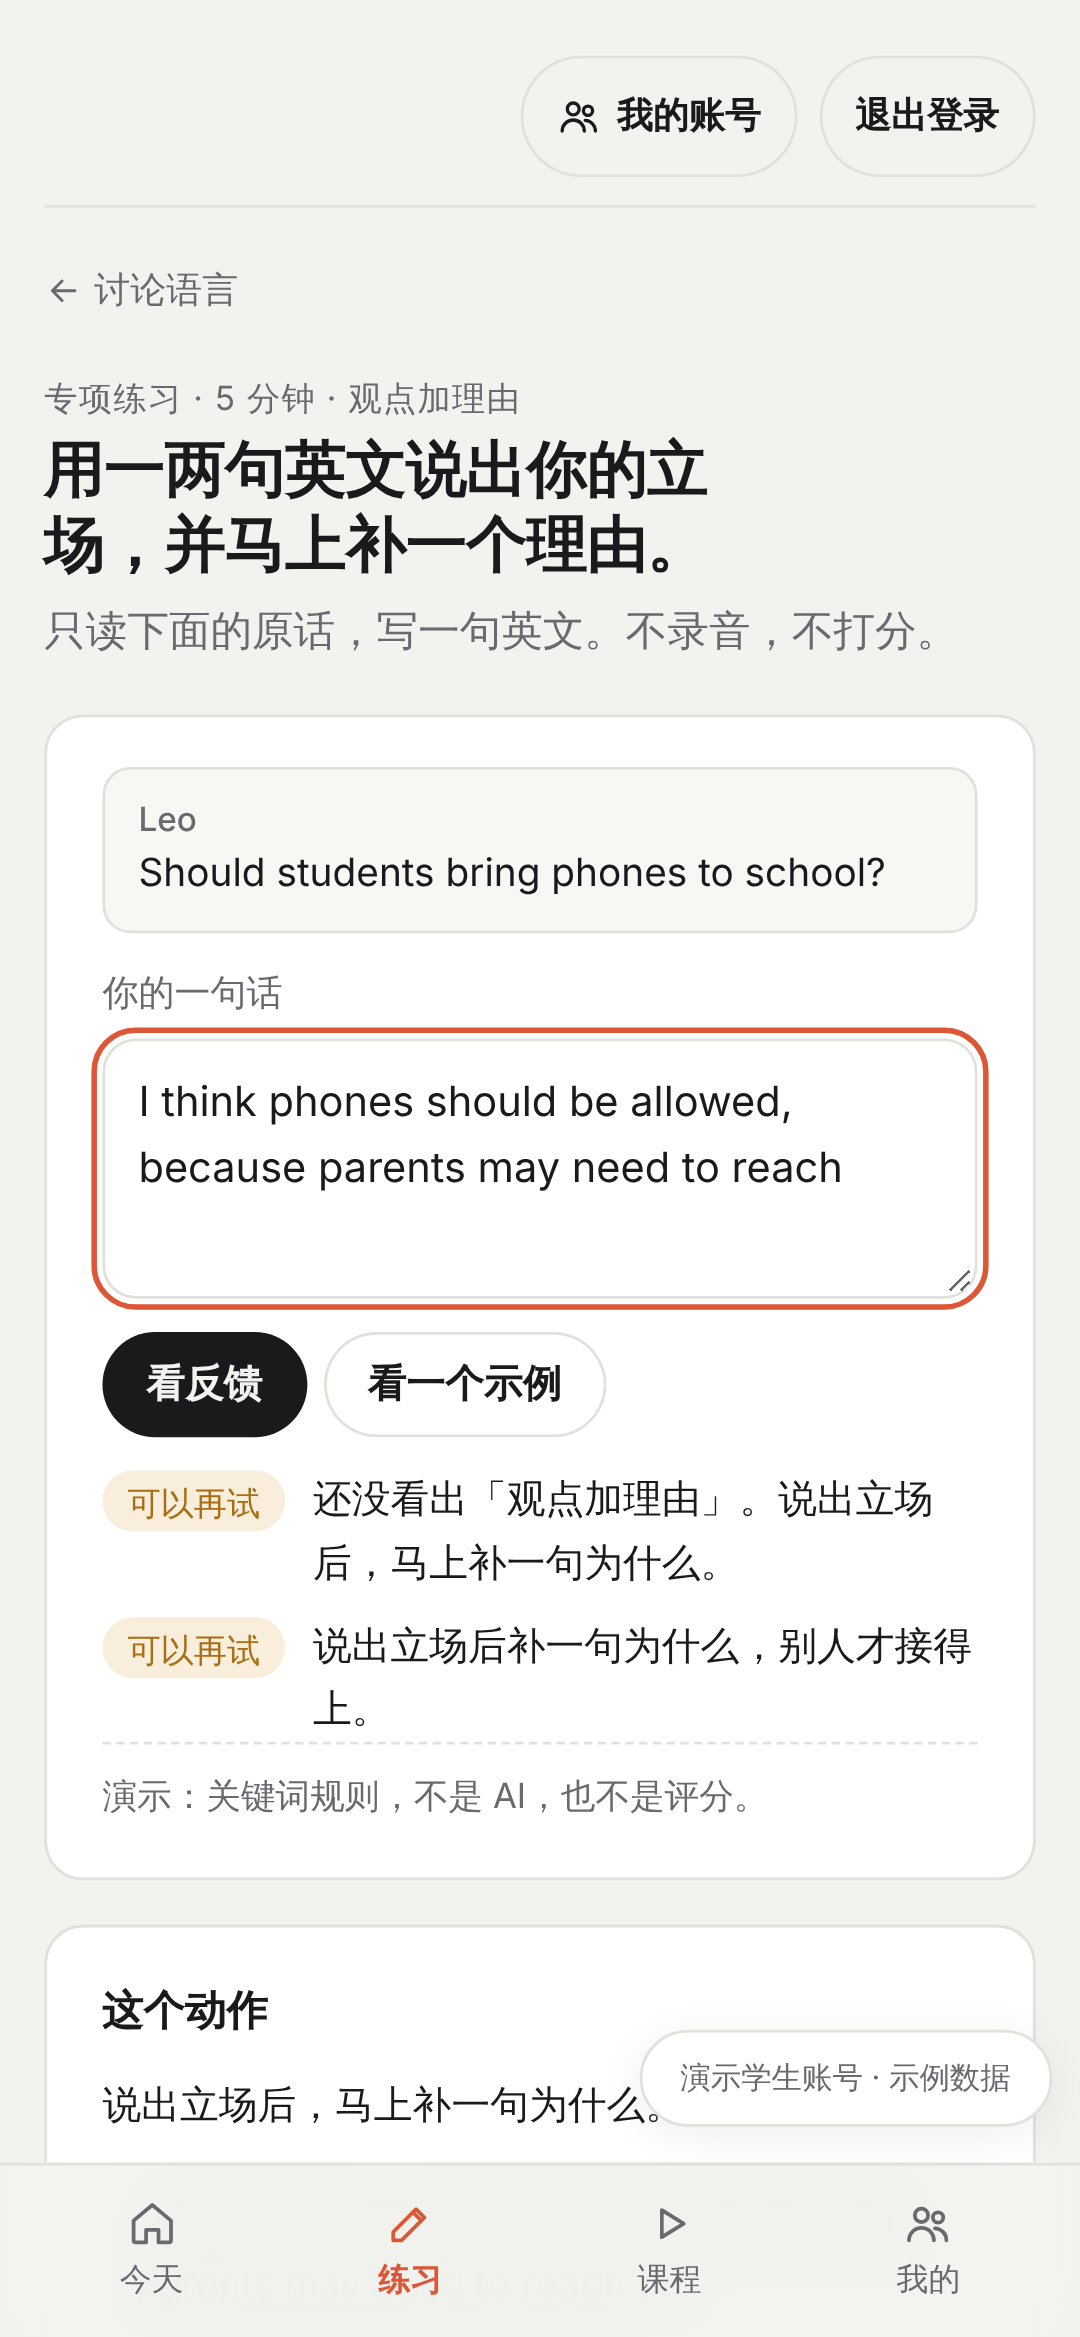 我的账号
退出登录
← 讨论语言
专项练习 · 5 分钟 · 观点加理由
用一两句英文说出你的立
场，并马上补一个理由。
只读下面的原话，写一句英文。不录音，不打分。
Leo
Should students bring phones to school?
你的一句话
I think phones should be allowed,
because parents may need to reach
看反馈
看一个示例
可以再试
还没看出「观点加理由」。说出立场
后，马上补一句为什么。
可以再试
说出立场后补一句为什么，别人才接得
上。
演示：关键词规则，不是 AI，也不是评分。
这个动作
说出立场后，马上补一句为什么。
演示学生账号 · 示例数据
今天
练习
课程
我的